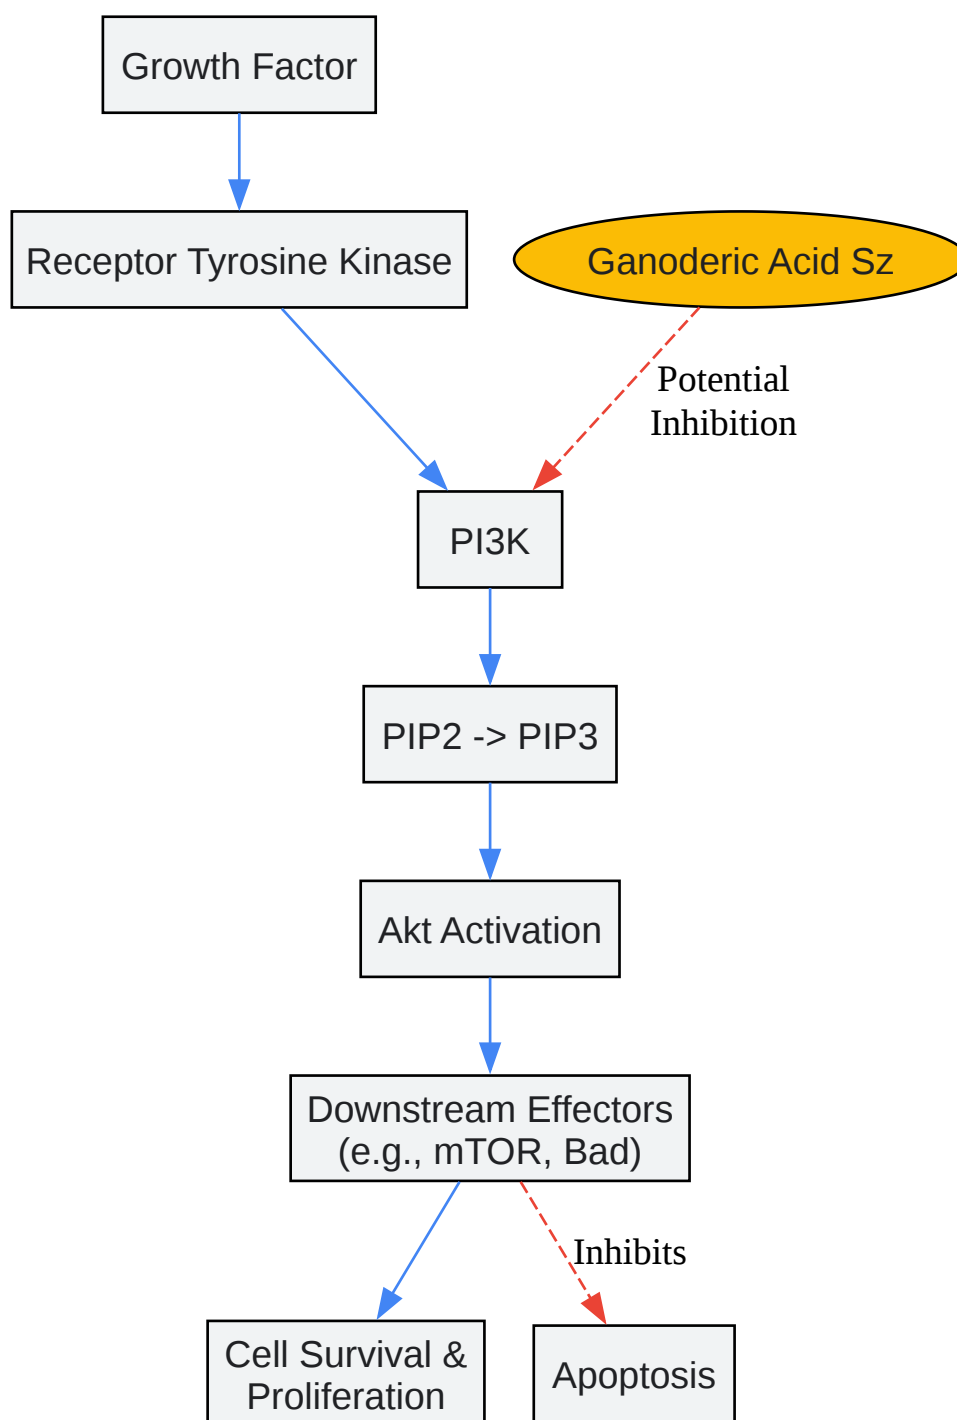 Growth Factor
Receptor Tyrosine Kinase
Ganoderic Acid Sz
Potential
Inhibition
PI3K
PIP2 -> PIP3
Akt Activation
Downstream Effectors
(e.g., mTOR, Bad)
Inhibits
Cell Survival &
Proliferation
Apoptosis